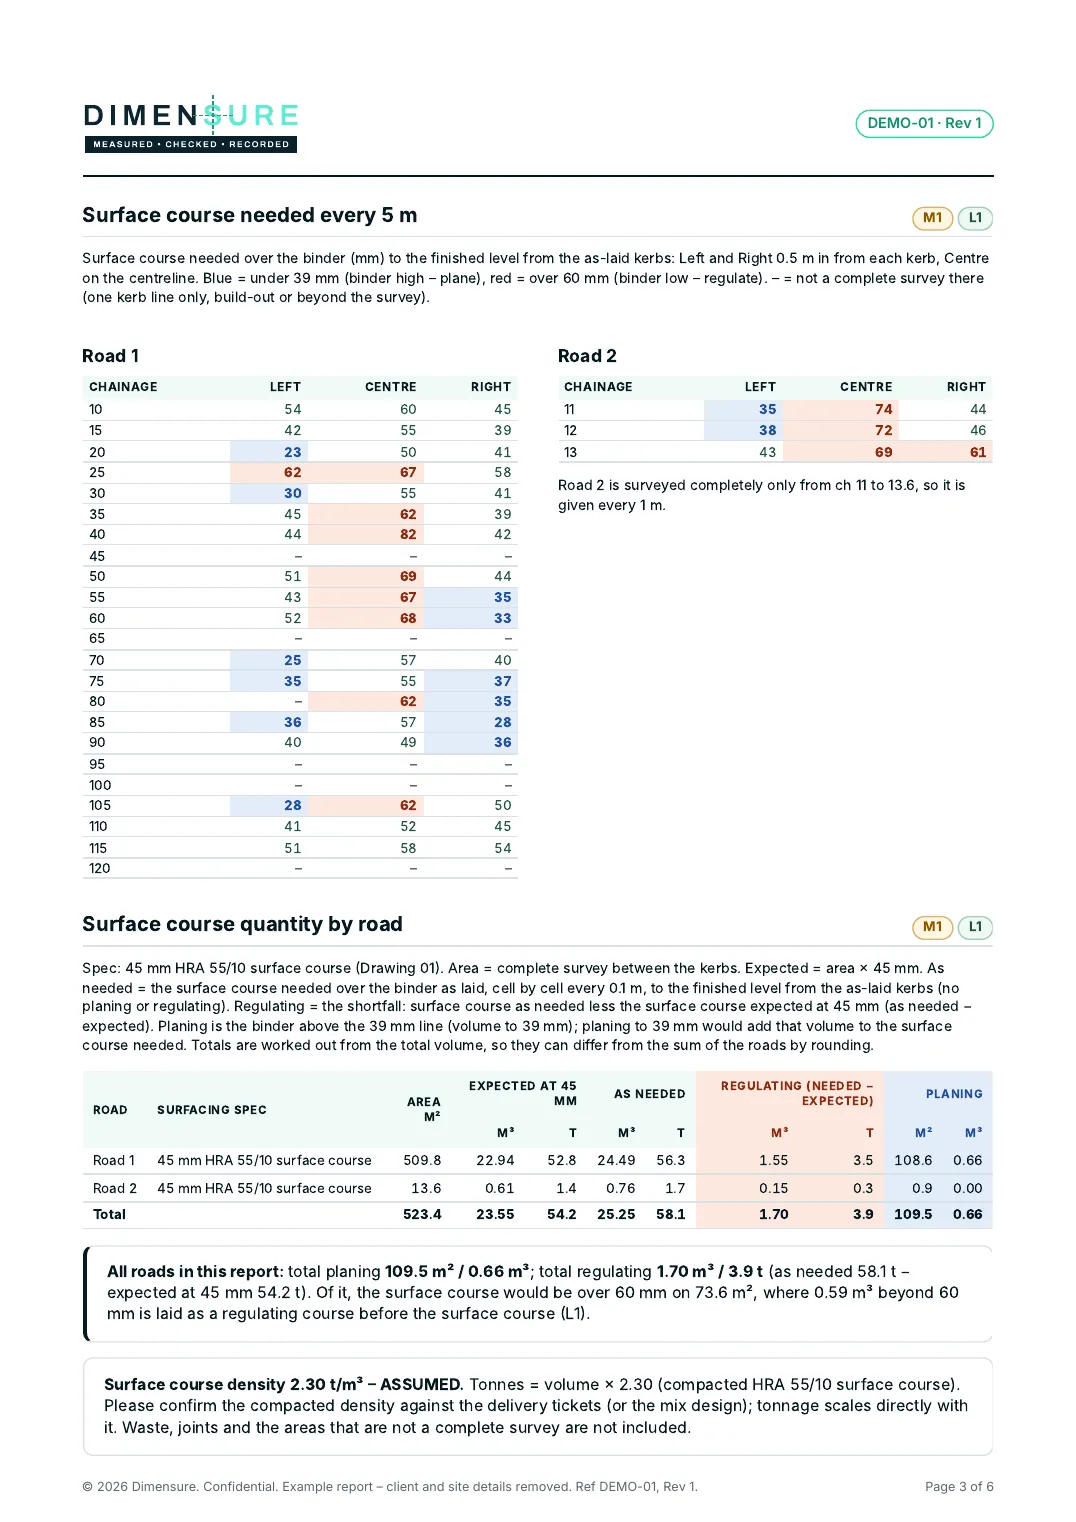 DIMENSURE
MEASURED • CHECKED • RECORDED
DEMO-01 · Rev 1
Surface course needed every 5 m
M1 L1
Surface course needed over the binder (mm) to the finished level from the as-laid kerbs: Left and Right 0.5 m in from each kerb, Centre
on the centreline. Blue = under 39 mm (binder high – plane), red = over 60 mm (binder low – regulate). – = not a complete survey there
(one kerb line only, build-out or beyond the survey).
Road 1
CHAINAGE LEFT CENTRE RIGHT
10 54 60 45
15 42 55 39
20 23 50 41
25 62 67 58
30 30 55 41
35 45 62 39
40 44 82 42
45 – – –
50 51 69 44
55 43 67 35
60 52 68 33
65 – – –
70 25 57 40
75 35 55 37
80 – 62 35
85 36 57 28
90 40 49 36
95 – – –
100 – – –
105 28 62 50
110 41 52 45
115 51 58 54
120 – – –
Road 2
CHAINAGE LEFT CENTRE RIGHT
11 35 74 44
12 38 72 46
13 43 69 61
Road 2 is surveyed completely only from ch 11 to 13.6, so it is
given every 1 m.
Surface course quantity by road
M1 L1
Spec: 45 mm HRA 55/10 surface course (Drawing 01). Area = complete survey between the kerbs. Expected = area × 45 mm. As
needed = the surface course needed over the binder as laid, cell by cell every 0.1 m, to the finished level from the as-laid kerbs (no
planing or regulating). Regulating = the shortfall: surface course as needed less the surface course expected at 45 mm (as needed –
expected). Planing is the binder above the 39 mm line (volume to 39 mm); planing to 39 mm would add that volume to the surface
course needed. Totals are worked out from the total volume, so they can differ from the sum of the roads by rounding.
ROAD SURFACING SPEC AREA M² EXPECTED AT 45 MM AS NEEDED REGULATING (NEEDED – EXPECTED) PLANING
M³ T M³ T M³ T M² M³
Road 1 45 mm HRA 55/10 surface course 509.8 22.94 52.8 24.49 56.3 1.55 3.5 108.6 0.66
Road 2 45 mm HRA 55/10 surface course 13.6 0.61 1.4 0.76 1.7 0.15 0.3 0.9 0.00
Total 523.4 23.55 54.2 25.25 58.1 1.70 3.9 109.5 0.66
All roads in this report: total planing 109.5 m² / 0.66 m³; total regulating 1.70 m³ / 3.9 t (as needed 58.1 t –
expected at 45 mm 54.2 t). Of it, the surface course would be over 60 mm on 73.6 m², where 0.59 m³ beyond 60
mm is laid as a regulating course before the surface course (L1).
Surface course density 2.30 t/m³ – ASSUMED. Tonnes = volume × 2.30 (compacted HRA 55/10 surface course).
Please confirm the compacted density against the delivery tickets (or the mix design); tonnage scales directly with
it. Waste, joints and the areas that are not a complete survey are not included.
© 2026 Dimensure. Confidential. Example report – client and site details removed. Ref DEMO-01, Rev 1.
Page 3 of 6